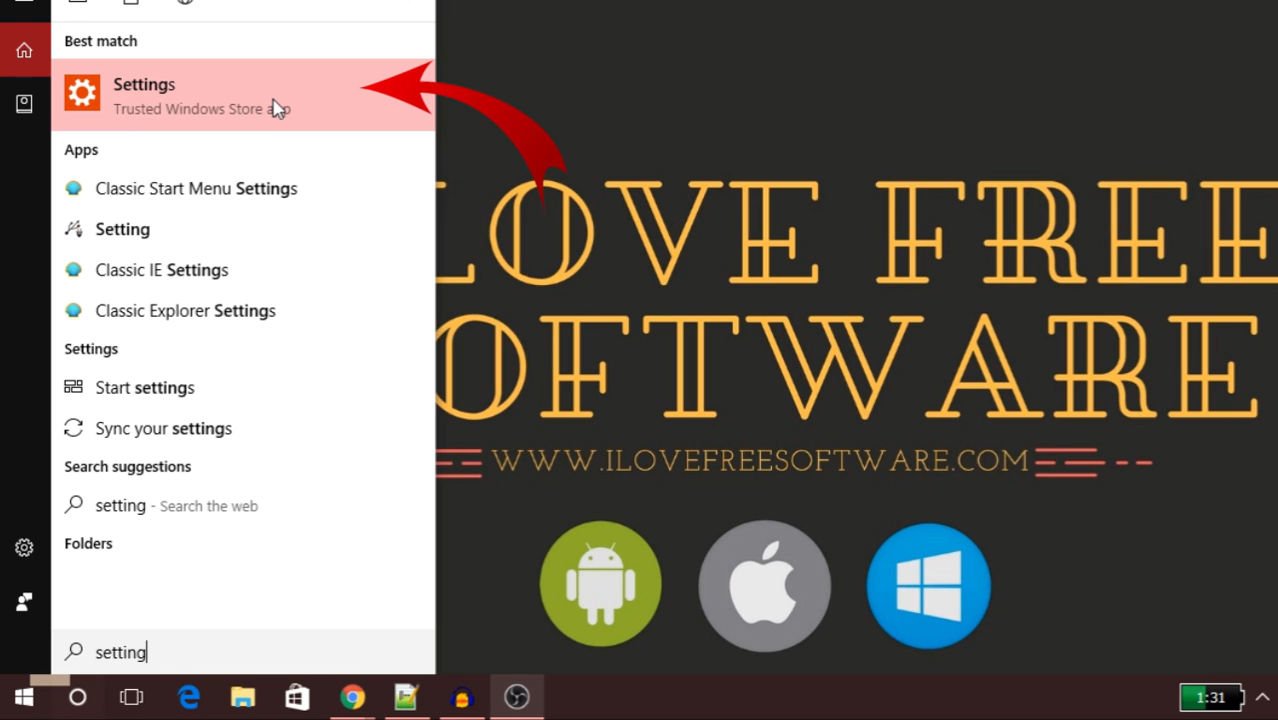 Best match
Settings
Trusted Windows Store app
Apps
Classic Start Menu Settings
Setting
Classic IE Settings
Classic Explorer Settings
Settings
Start settings
Sync your settings
Search suggestions
setting - Search the web
Folders
setting
LOVE FREE
OFTWARE
WWW.ILOVEFREESOFTWARE.COM
1:31